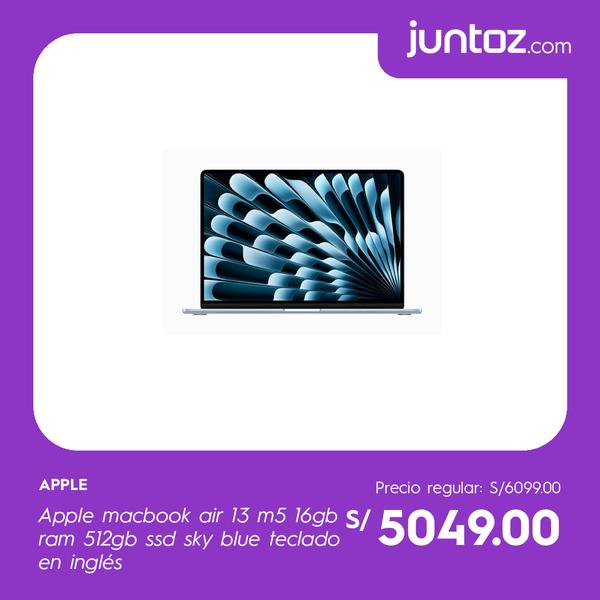 juntoz.com
APPLE
Precio regular: S/6099.00
Apple macbook air 13 m5 16gb
ram 512gb ssd sky blue teclado
en inglés
S/ 5049.00